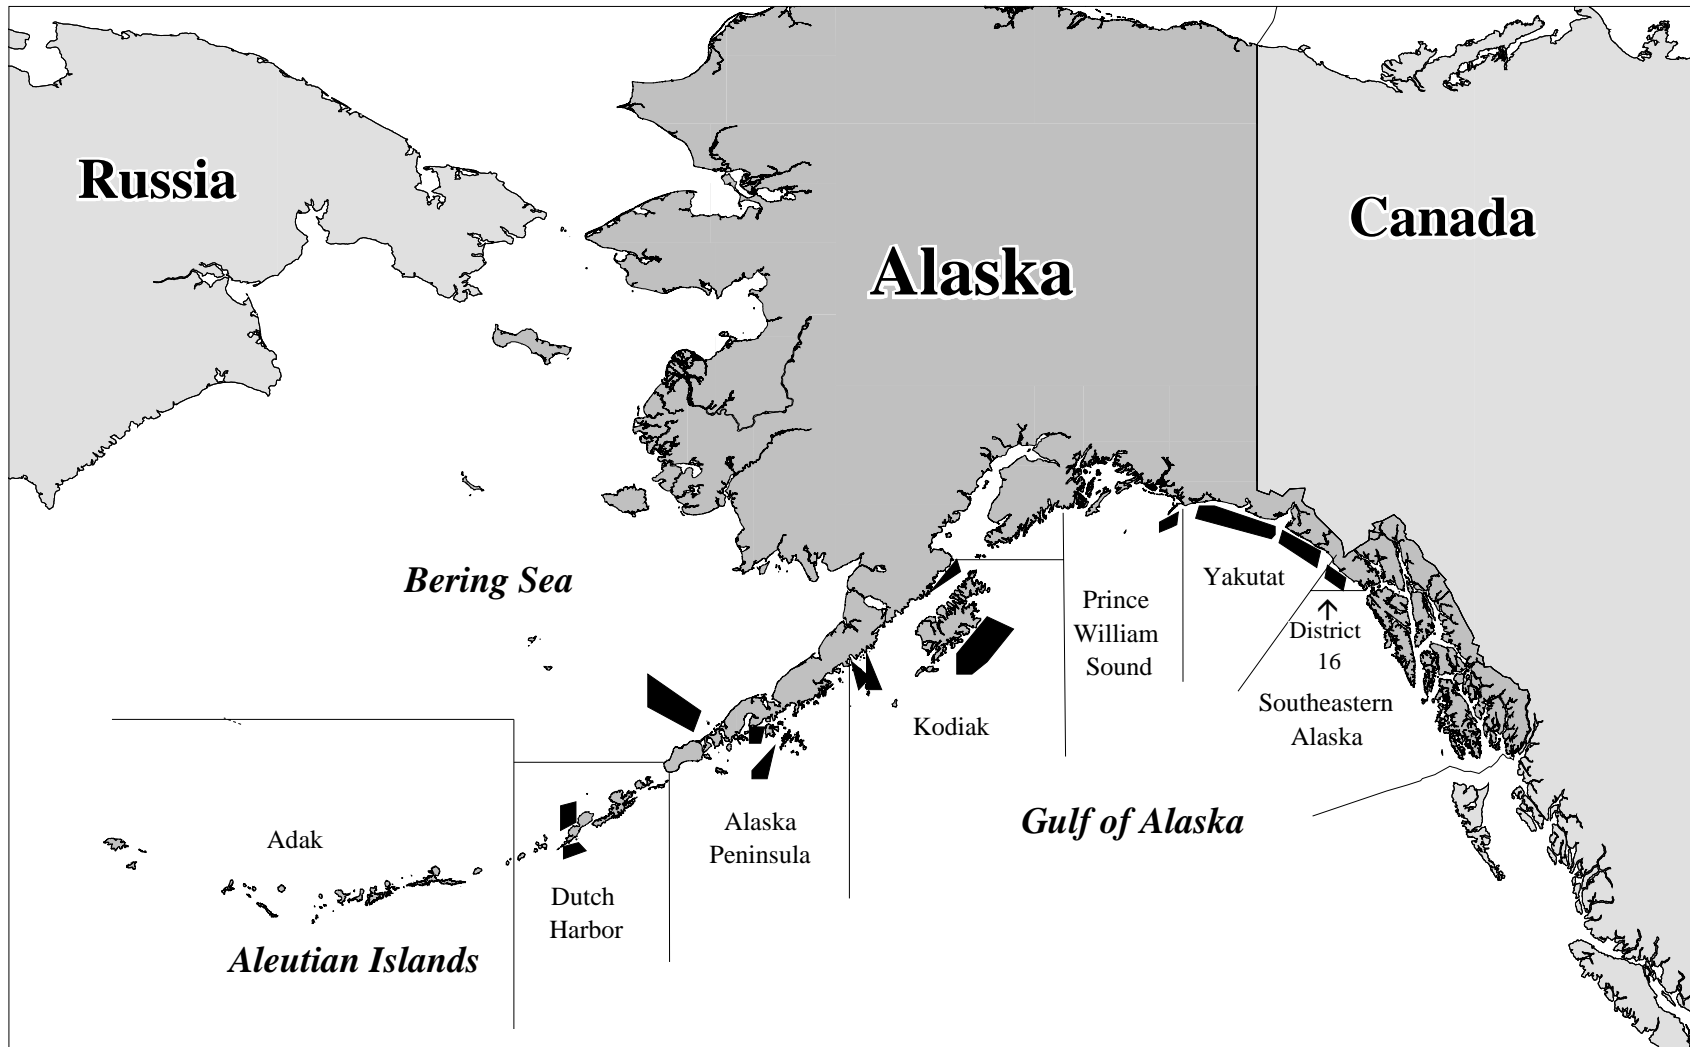 Russia
Canada
Alaska
Bering Sea
Yakutat
Prince
William
Sound
District
16
Southeastern
Alaska
Kodiak
Gulf of Alaska
Alaska
Peninsula
Adak
Dutch
Harbor
Aleutian Islands